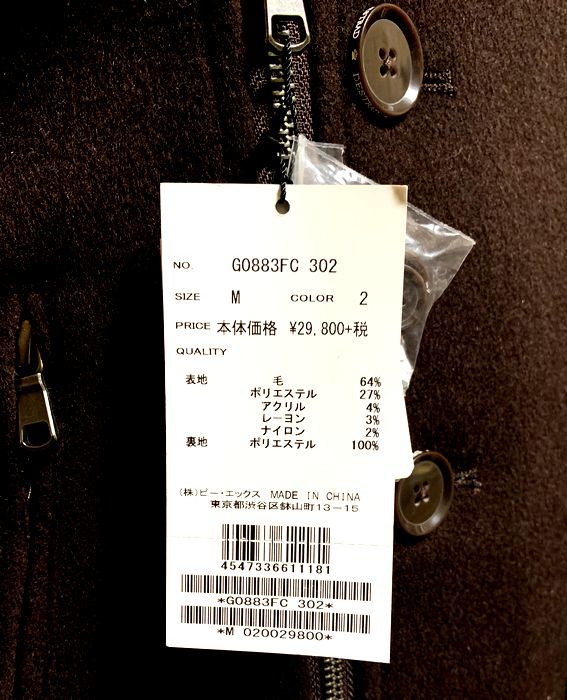 NO. G0883FC 302
SIZE M COLOR 2
PRICE 本体価格 ¥29,800+税
QUALITY
表地 毛 64%
ポリエステル 27%
アクリル 4%
レーヨン 3%
ナイロン 2%
裏地 ポリエステル 100%
(株)ビー・エックス MADE IN CHINA
東京都渋谷区鉢山町13-15
4547336611181
*G0883FC 302*
*M 020029800*